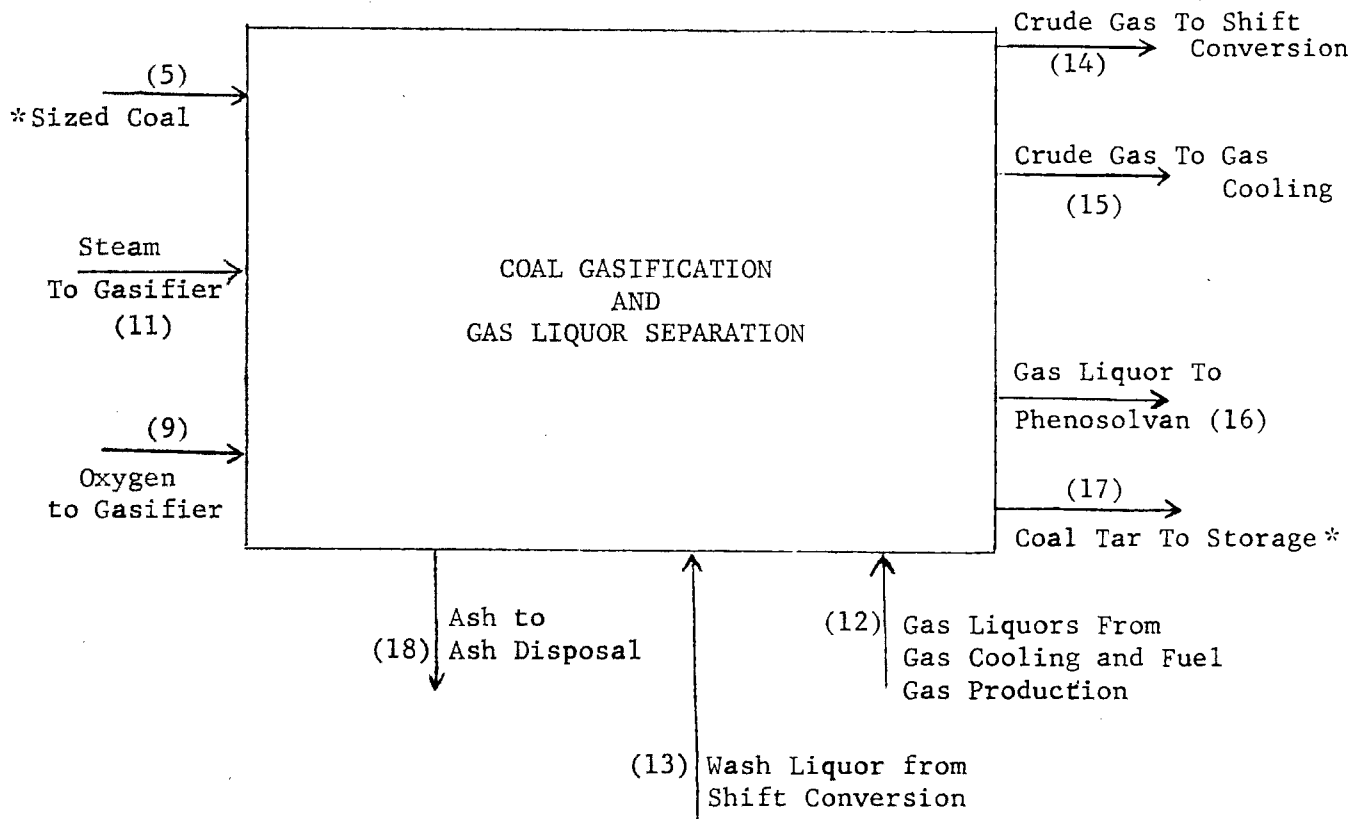 (5)
*Sized Coal
Steam
To Gasifier
(11)
(9)
Oxygen
to Gasifier
COAL GASIFICATION
AND
GAS LIQUOR SEPARATION
Crude Gas To Shift
Conversion
(14)
Crude Gas To Gas
Cooling
(15)
Gas Liquor To
Phenosolvan (16)
(17)
Coal Tar To Storage*
Ash to
(18) Ash Disposal
(12) Gas Liquors From
Gas Cooling and Fuel
Gas Production
(13) Wash Liquor from
Shift Conversion